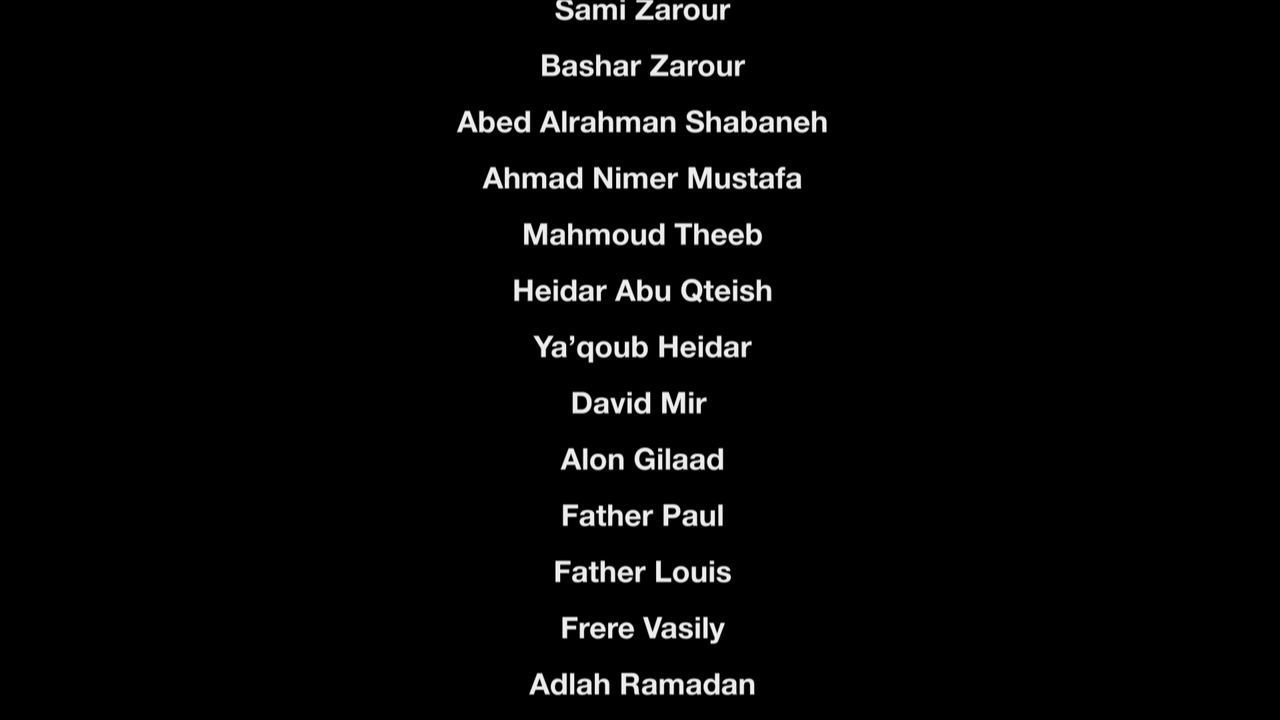 Sami Zarour
Bashar Zarour
Abed Alrahman Shabaneh
Ahmad Nimer Mustafa
Mahmoud Theeb
Heidar Abu Qteish
Ya’qoub Heidar
David Mir
Alon Gilaad
Father Paul
Father Louis
Frere Vasily
Adlah Ramadan